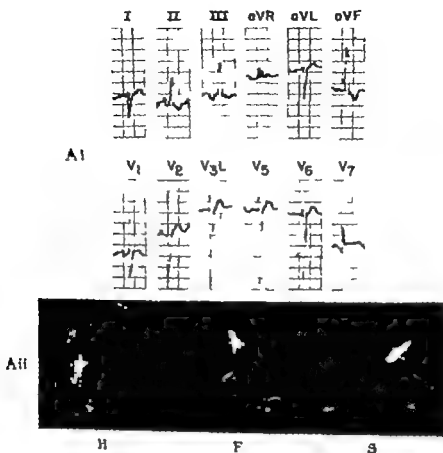 I II III aVR aVL aVF
AI
V1 V2 V3L V5 V6 V7
AII
H F S